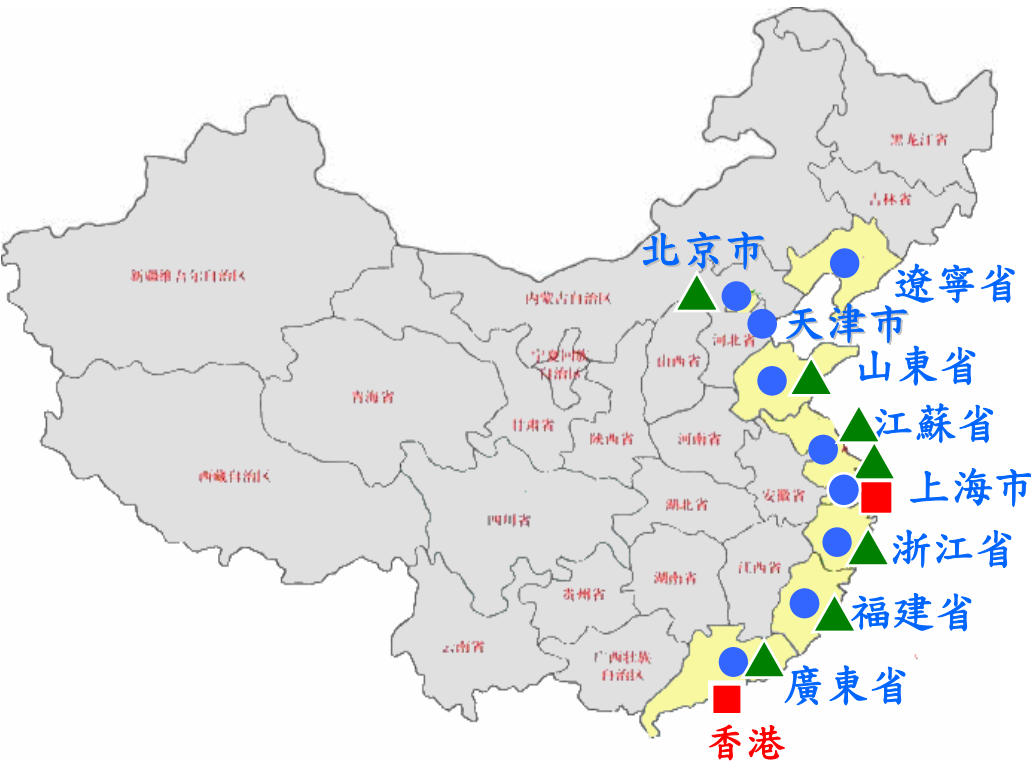 黑龙江省
吉林省
北京市
新疆维吾尔自治区
遼寧省
内蒙古自治区
天津市
河北省
宁夏回族
自治区
山西省
山東省
青海省
甘肃省
陕西省
河南省
江蘇省
西藏自治区
上海市
安徽省
湖北省
四川省
浙江省
江西省
湖南省
贵州省
福建省
云南省
广西壮族
自治区
廣東省
香港